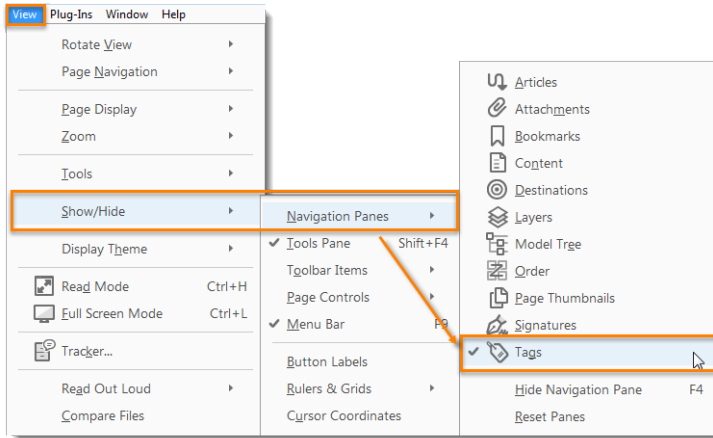 View Plug-Ins Window Help
Rotate View
Page Navigation
Page Display
Zoom
Tools
Show/Hide
Display Theme
Read Mode Ctrl+H
Full Screen Mode Ctrl+L
Tracker...
Read Out Loud
Compare Files
Navigation Panes
Tools Pane Shift+F4
Toolbar Items
Page Controls
Menu Bar F9
Button Labels
Rulers & Grids
Cursor Coordinates
Articles
Attachments
Bookmarks
Content
Destinations
Layers
Model Tree
Order
Page Thumbnails
Signatures
Tags
Hide Navigation Pane F4
Reset Panes